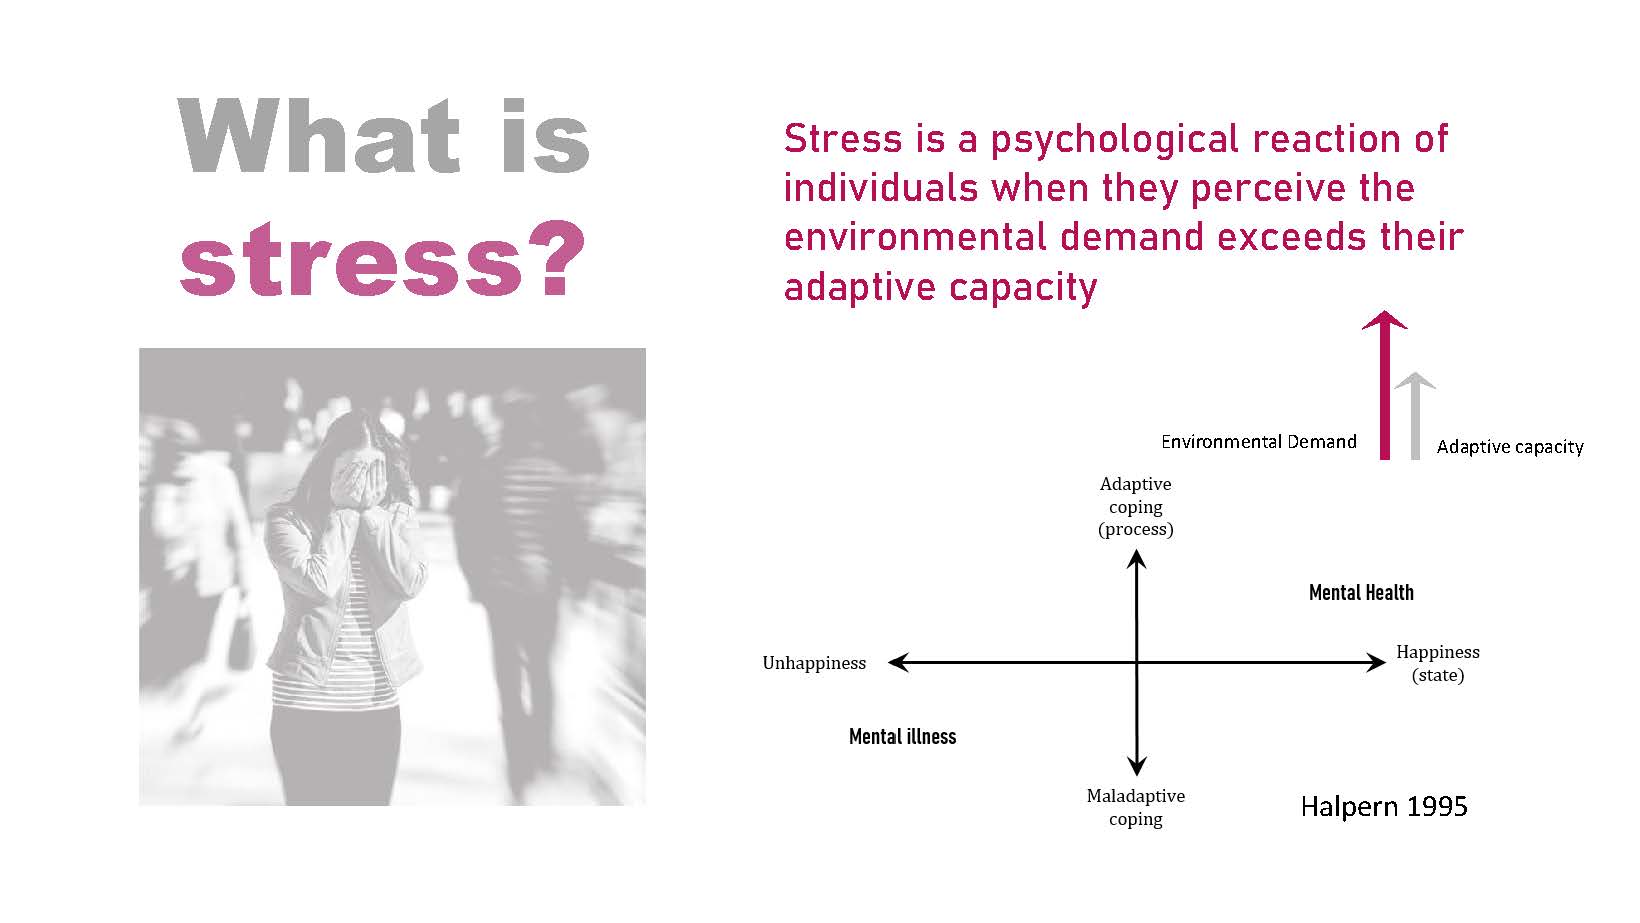 What is
stress?
Stress is a psychological reaction of
individuals when they perceive the
environmental demand exceeds their
adaptive capacity
Environmental Demand
Adaptive capacity
Adaptive
coping
(process)
Mental Health
Unhappiness
Happiness
(state)
Mental illness
Maladaptive
coping
Halpern 1995